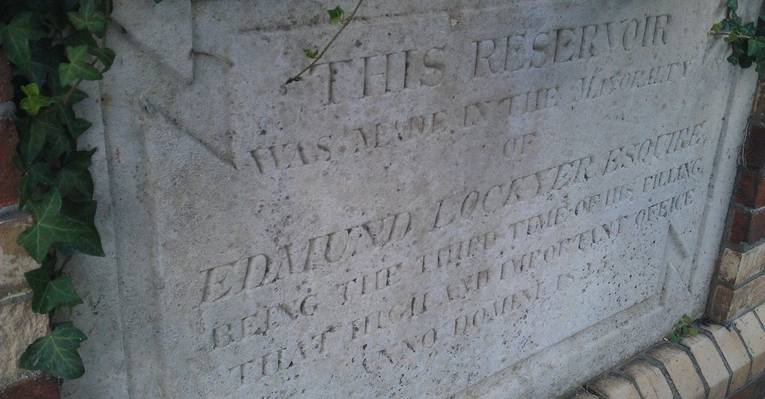 THIS RESERVOIR
WAS MADE IN THE MAYORALTY
OF
EDMUND LOCKYER ESQUIRE,
BEING THE THIRD TIME OF HIS FILLING
THAT HIGH AND IMPORTANT OFFICE
ANNO DOMINI